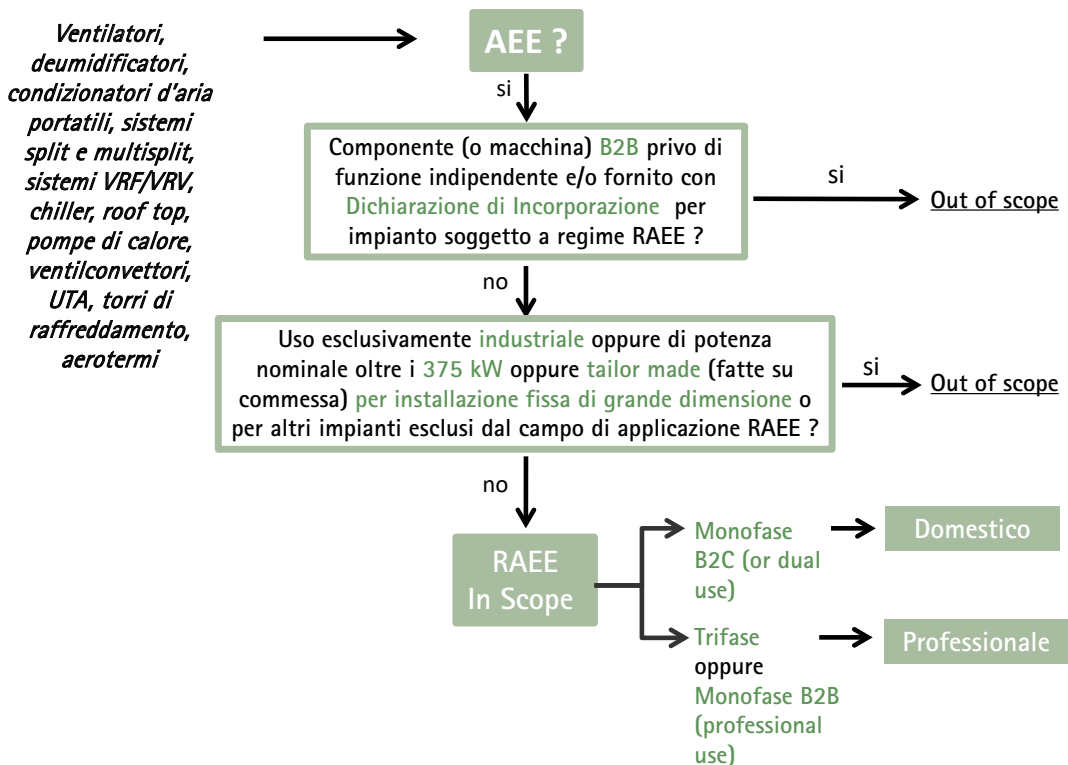 Ventilatori,
deumidificatori,
condizionatori d'aria
portatili, sistemi
split e multisplit,
sistemi VRF/VRV,
chiller, roof top,
pompe di calore,
ventilconvettori,
UTA, torri di
raffreddamento,
aerotermi
AEE ?
si
Componente (o macchina) B2B privo di
funzione indipendente e/o fornito con
Dichiarazione di Incorporazione per
impianto soggetto a regime RAEE ?
si
Out of scope
no
Uso esclusivamente industriale oppure di potenza
nominale oltre i 375 kW oppure tailor made (fatte su
commessa) per installazione fissa di grande dimensione o
per altri impianti esclusi dal campo di applicazione RAEE ?
si
Out of scope
no
RAEE
In Scope
Monofase
B2C (or dual
use)
Domestico
Trifase
oppure
Monofase B2B
(professional
use)
Professionale